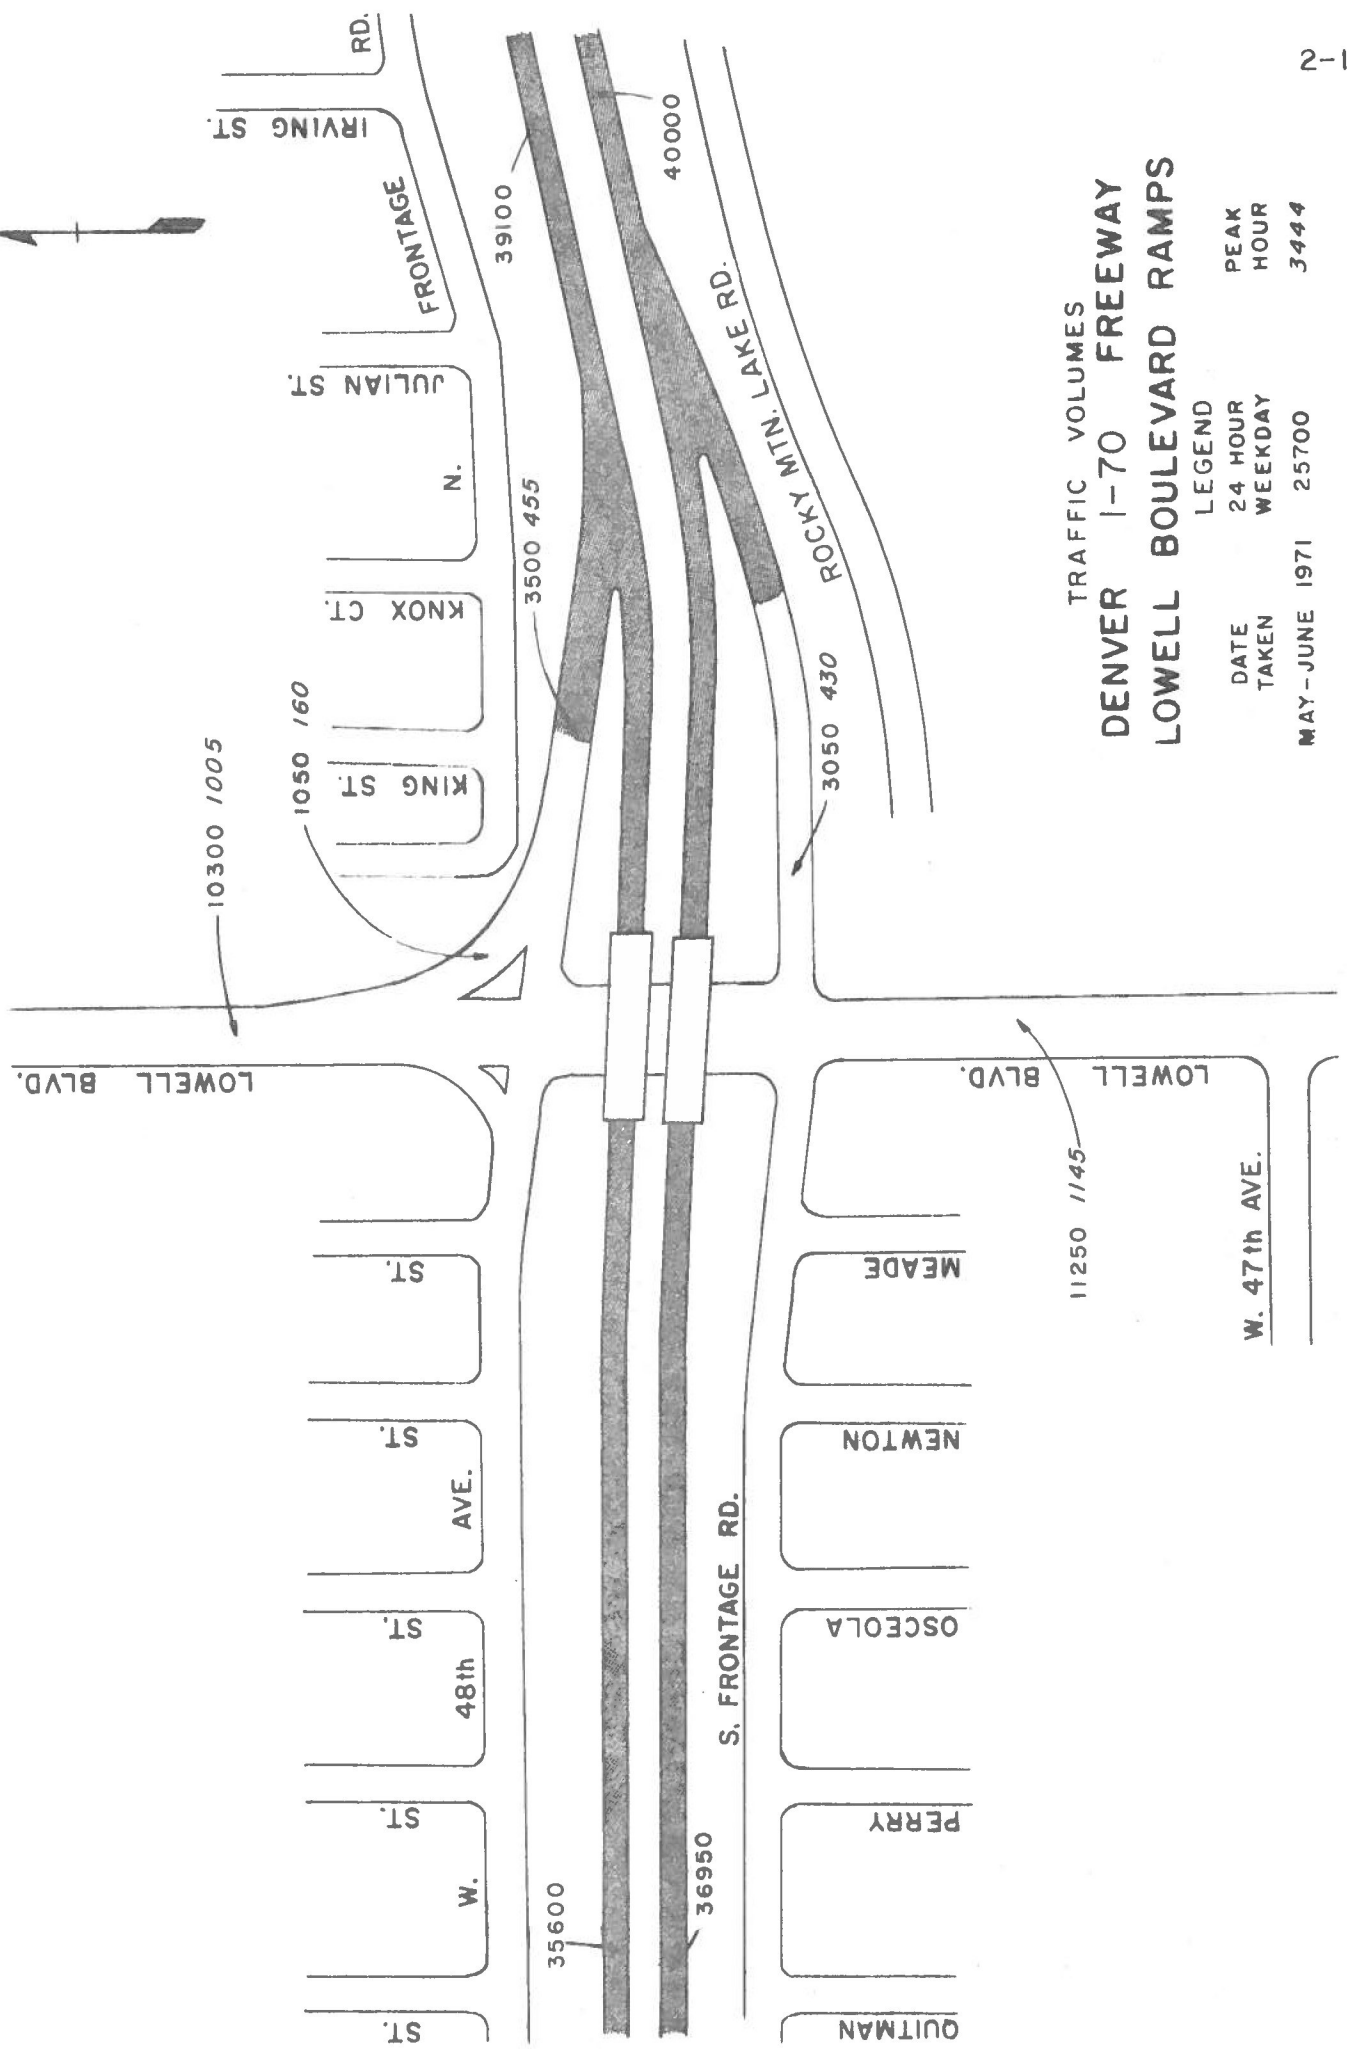 2-1
RD.
IRVING ST.
FRONTAGE
JULIAN ST.
N.
KNOX CT.
KING ST.
39100
40000
3500 455
1050 160
10300 1005
3050 430
ROCKY MTN. LAKE RD.
LOWELL BLVD.
LOWELL BLVD.
11250 1145
W. 47th AVE.
ST.
ST.
ST.
ST.
ST.
W. 48th AVE.
MEADE
NEWTON
OSCEOLA
PERRY
QUITMAN
S. FRONTAGE RD.
35600
36950
TRAFFIC VOLUMES
DENVER I-70 FREEWAY
LOWELL BOULEVARD RAMPS
LEGEND
DATE 24 HOUR PEAK
TAKEN WEEKDAY HOUR
MAY-JUNE 1971 25700 3444